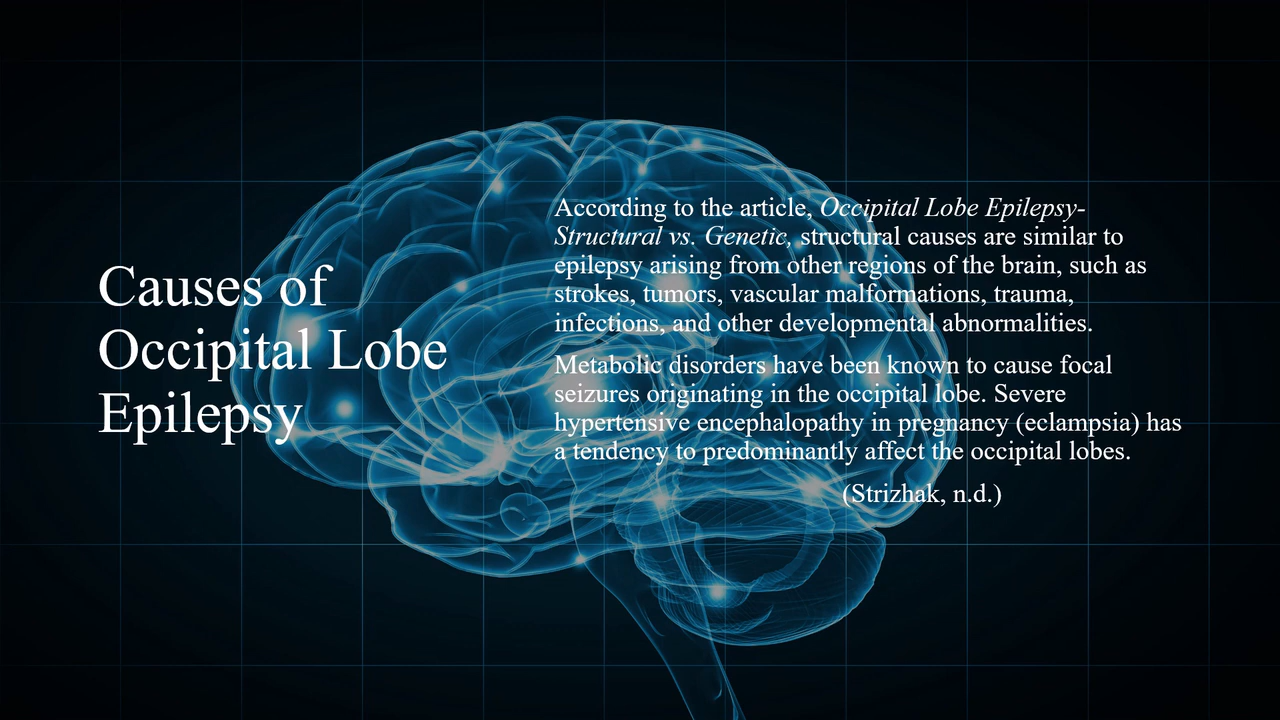 Causes of
Occipital Lobe
Epilepsy
According to the article, Occipital Lobe Epilepsy-
Structural vs. Genetic, structural causes are similar to
epilepsy arising from other regions of the brain, such as
strokes, tumors, vascular malformations, trauma,
infections, and other developmental abnormalities.
Metabolic disorders have been known to cause focal
seizures originating in the occipital lobe. Severe
hypertensive encephalopathy in pregnancy (eclampsia) has
a tendency to predominantly affect the occipital lobes.
(Strizhak, n.d.)